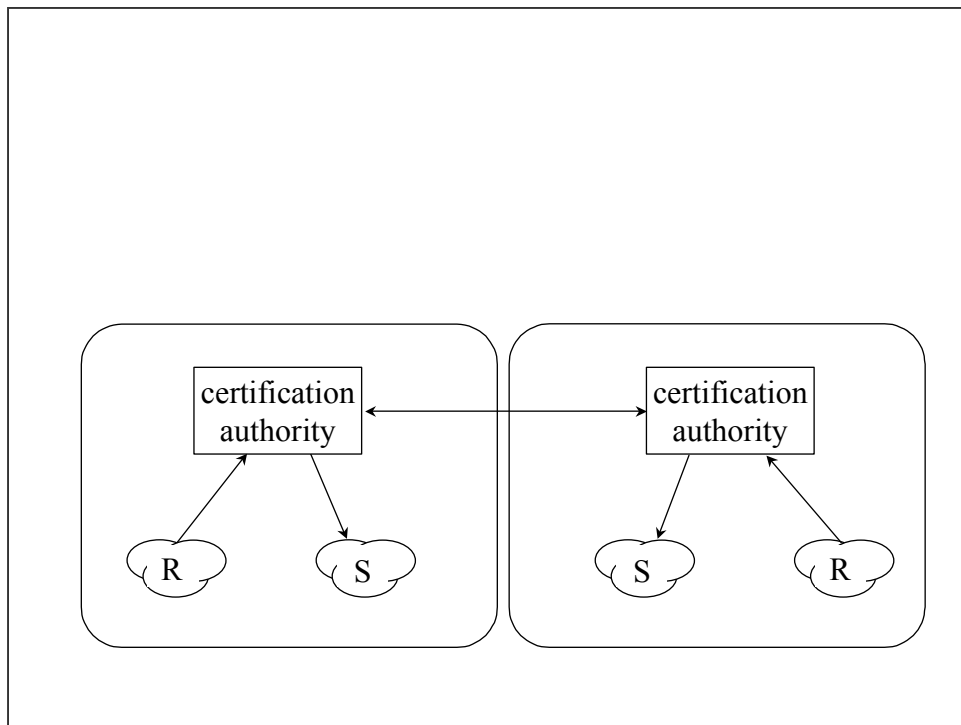 certification
authority
certification
authority
R
S
S
R